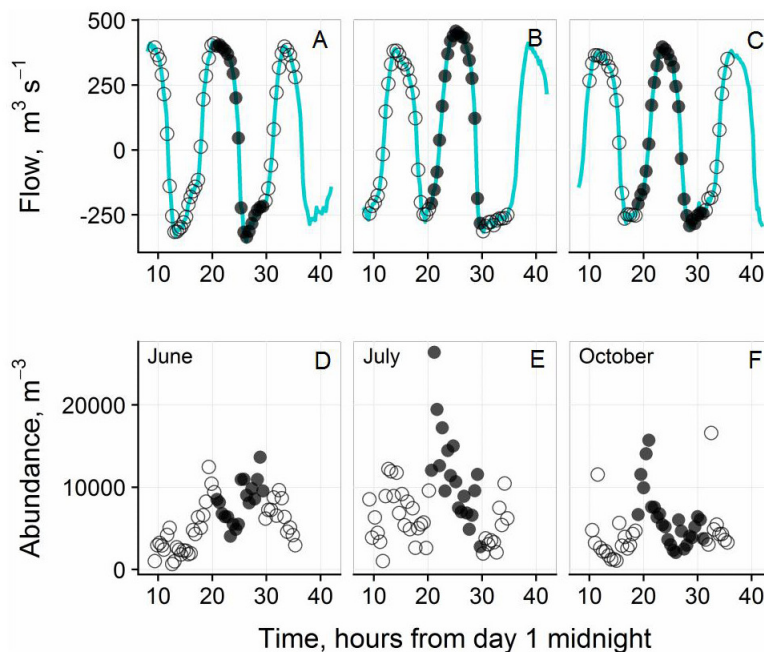 A B C
Flow, m³ s⁻¹
500
250
0
-250
10 20 30 40 10 20 30 40 10 20 30 40
June D July E October F
Abundance, m⁻³
20000
10000
0
10 20 30 40 10 20 30 40 10 20 30 40
Time, hours from day 1 midnight